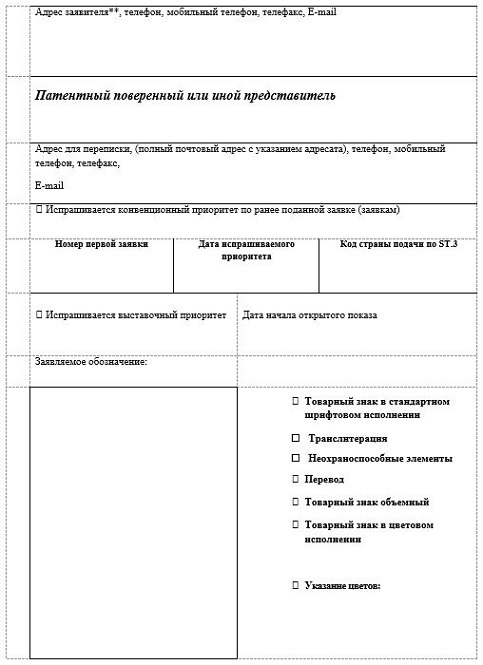 Адрес заявителя**, телефон, мобильный телефон, телефакс, E-mail
Патентный поверенный или иной представитель
Адрес для переписки, (полный почтовый адрес с указанием адресата), телефон, мобильный
телефон, телефакс,
E-mail
☐ Испрашивается конвенционный приоритет по ранее поданной заявке (заявкам)
Номер первой заявки
Дата испрашиваемого
приоритета
Код страны подачи по ST.3
☐ Испрашивается выставочный приоритет
Дата начала открытого показа
Заявляемое обозначение:
☐ Товарный знак в стандартном
шрифтовом исполнении
☐ Транслитерация
☐ Неохраноспособные элементы
☐ Перевод
☐ Товарный знак объемный
☐ Товарный знак в цветовом
исполнении
☐ Указание цветов: